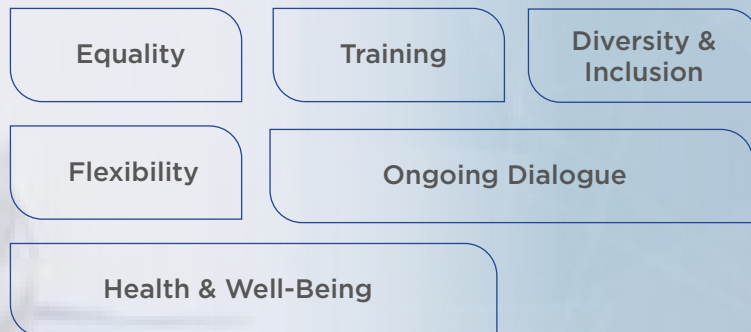 Equality
Training
Diversity &
Inclusion
Flexibility
Ongoing Dialogue
Health & Well-Being